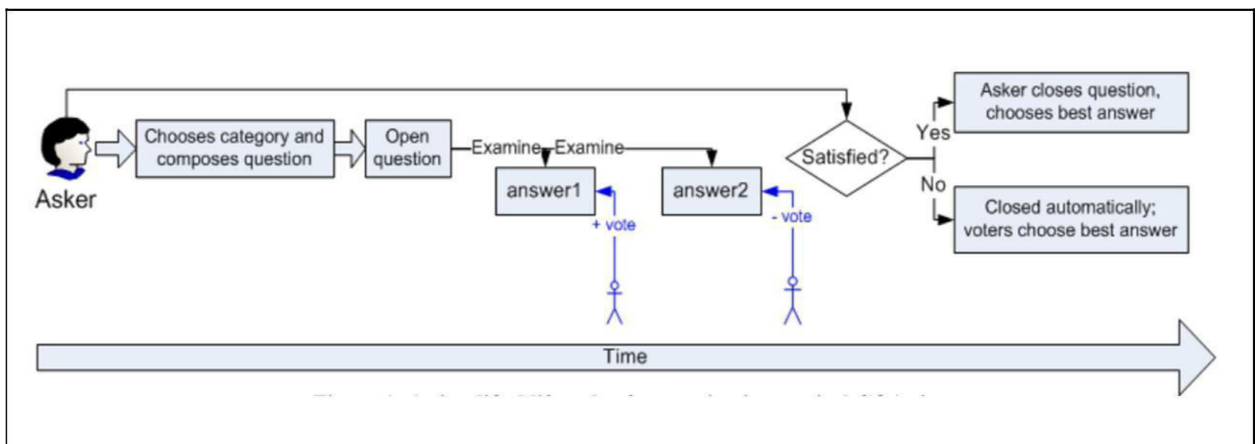 Asker
Chooses category and
composes question
Open
question
Examine
Examine
answer1
+ vote
answer2
- vote
Satisfied?
Yes
Asker closes question,
chooses best answer
No
Closed automatically;
voters choose best answer
Time